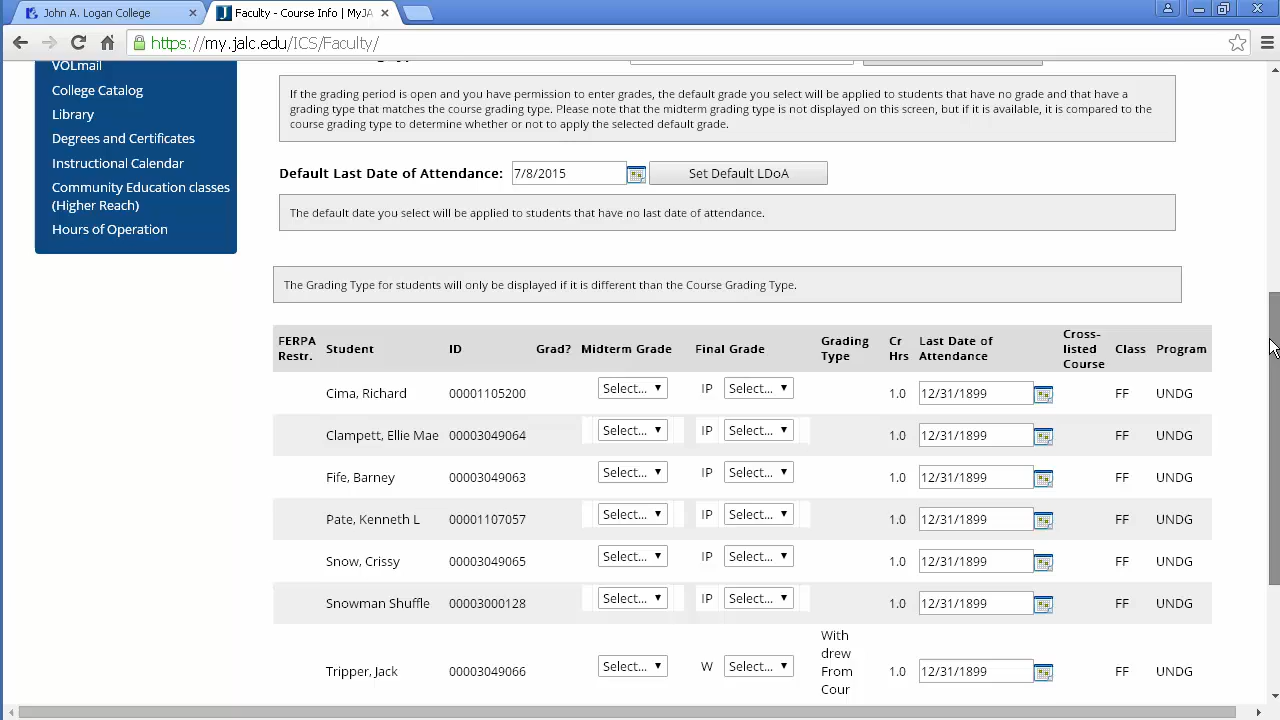 John A. Logan College
Faculty - Course Info | MyJA
https://my.jalc.edu/ICS/Faculty/
VOLmail
College Catalog
Library
Degrees and Certificates
Instructional Calendar
Community Education classes
(Higher Reach)
Hours of Operation
If the grading period is open and you have permission to enter grades, the default grade you select will be applied to students that have no grade and that have a
grading type that matches the course grading type. Please note that the midterm grading type is not displayed on this screen, but if it is available, it is compared to the
course grading type to determine whether or not to apply the selected default grade.
Default Last Date of Attendance: 7/8/2015 Set Default LDoA
The default date you select will be applied to students that have no last date of attendance.
The Grading Type for students will only be displayed if it is different than the Course Grading Type.
FERPA Restr. Student ID Grad? Midterm Grade Final Grade Grading Type Cr Hrs Last Date of Attendance Cross-listed Course Class Program
Cima, Richard 00001105200 Select... IP Select... 1.0 12/31/1899 FF UNDG
Clampett, Ellie Mae 00003049064 Select... IP Select... 1.0 12/31/1899 FF UNDG
Fife, Barney 00003049063 Select... IP Select... 1.0 12/31/1899 FF UNDG
Pate, Kenneth L 00001107057 Select... IP Select... 1.0 12/31/1899 FF UNDG
Snow, Crissy 00003049065 Select... IP Select... 1.0 12/31/1899 FF UNDG
Snowman Shuffle 00003000128 Select... IP Select... 1.0 12/31/1899 FF UNDG
Tripper, Jack 00003049066 Select... W Select... With drew From Cour 1.0 12/31/1899 FF UNDG